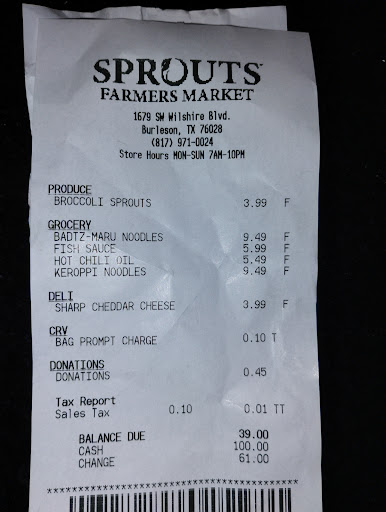 SPROUTS
FARMERS MARKET
1679 SW Wilshire Blvd.
Burleson, TX 76028
(817) 971-0024
Store Hours MON-SUN 7AM-10PM
PRODUCE
BROCCOLI SPROUTS 3.99 F
GROCERY
BADTZ-MARU NOODLES 9.49 F
FISH SAUCE 5.99 F
HOT CHILI OIL 5.49 F
KEROPPI NOODLES 9.49 F
DELI
SHARP CHEDDAR CHEESE 3.99 F
CRV
BAG PROMPT CHARGE 0.10 T
DONATIONS
DONATIONS 0.45
Tax Report
Sales Tax 0.10 0.01 TT
BALANCE DUE 39.00
CASH 100.00
CHANGE 61.00